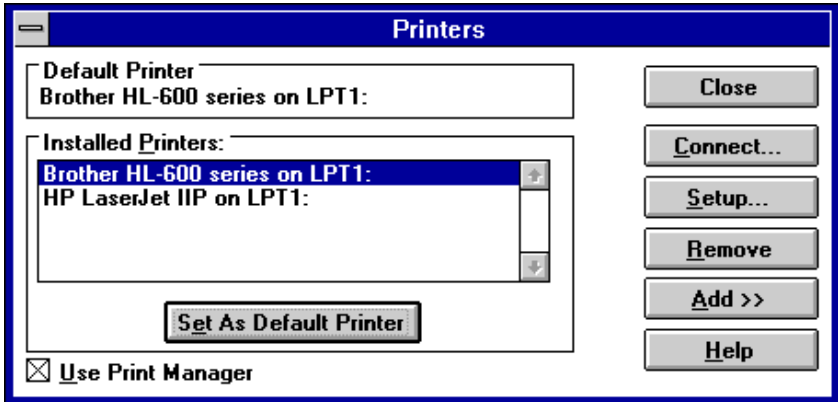 Printers
Default Printer
Brother HL-600 series on LPT1:
Installed Printers:
Brother HL-600 series on LPT1:
HP LaserJet IIP on LPT1:
Set As Default Printer
Use Print Manager
Close
Connect...
Setup...
Remove
Add >>
Help